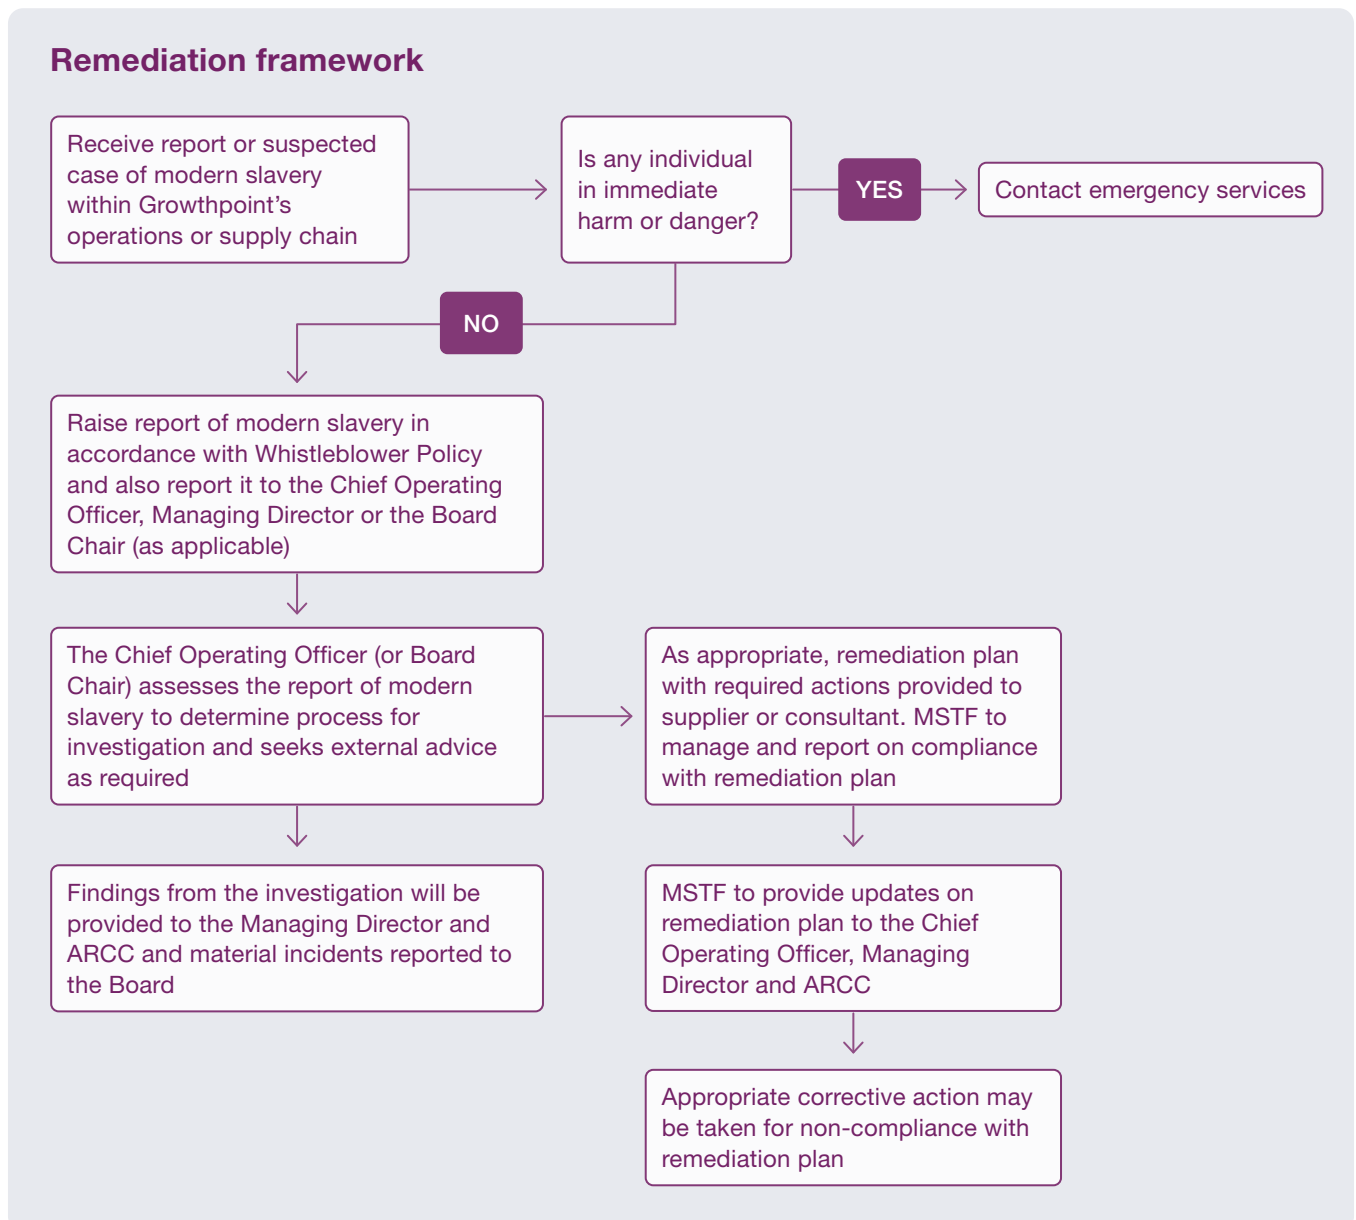 Remediation framework
Receive report or suspected
case of modern slavery
within Growthpoint’s
operations or supply chain
Is any individual
in immediate
harm or danger?
YES
Contact emergency services
NO
Raise report of modern slavery in
accordance with Whistleblower Policy
and also report it to the Chief Operating
Officer, Managing Director or the Board
Chair (as applicable)
The Chief Operating Officer (or Board
Chair) assesses the report of modern
slavery to determine process for
investigation and seeks external advice
as required
As appropriate, remediation plan
with required actions provided to
supplier or consultant. MSTF to
manage and report on compliance
with remediation plan
Findings from the investigation will be
provided to the Managing Director and
ARCC and material incidents reported to
the Board
MSTF to provide updates on
remediation plan to the Chief
Operating Officer, Managing
Director and ARCC
Appropriate corrective action may
be taken for non-compliance with
remediation plan